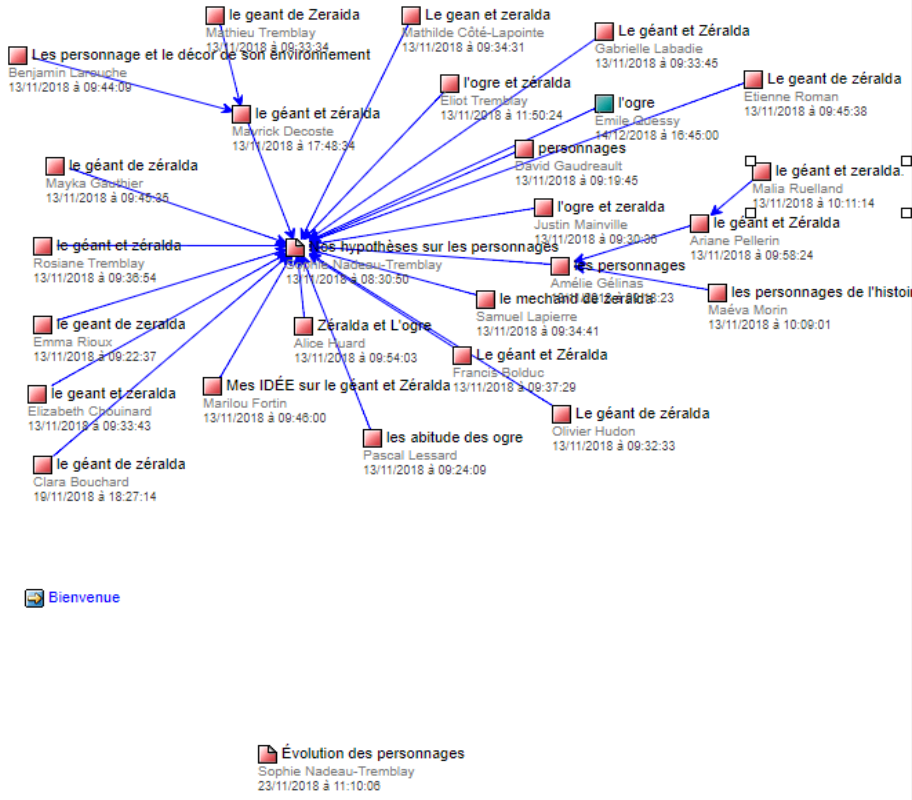 le geant de Zeraida
Mathieu Tremblay
13/11/2018 à 09:33:34
Le gean et zeralda
Mathilde Côté-Lapointe
13/11/2018 à 09:34:31
Le géant et Zéralda
Gabrielle Labadie
13/11/2018 à 09:33:45
Les personnage et le décor de son environnement
Benjamin Larouche
13/11/2018 à 09:44:09
l'ogre et zéralda
Eliot Tremblay
13/11/2018 à 11:50:24
Le geant de zéralda
Etienne Roman
13/11/2018 à 09:45:38
l'ogre
Émile Quessy
14/12/2018 à 16:45:00
le géant et zéralda
Mavrick Decoste
13/11/2018 à 17:48:34
personnages
David Gaudreault
13/11/2018 à 09:19:45
le géant de zéralda
Mayka Gauthier
13/11/2018 à 09:45:35
le géant et zeralda.
Malia Ruelland
13/11/2018 à 10:11:14
l'ogre et zeralda
Justin Mainville
13/11/2018 à 09:30:36
le géant et Zéralda
Ariane Pellerin
13/11/2018 à 09:58:24
le géant et zéralda
Rosiane Tremblay
13/11/2018 à 09:36:54
hypothèses sur les personnages
Sophie Nadeau-Tremblay
13/11/2018 à 08:30:50
les personnages
Amélie Gélinas
le mechand de zéralda
Samuel Lapierre
13/11/2018 à 09:34:41
les personnages de l'histoir
Maéva Morin
13/11/2018 à 10:09:01
le geant de zeralda
Emma Rioux
13/11/2018 à 09:22:37
Zéralda et L'ogre
Alice Huard
13/11/2018 à 09:54:03
Le géant et Zéralda
Francis Bolduc
13/11/2018 à 09:37:29
le geant et zeralda
Elizabeth Chouinard
13/11/2018 à 09:33:43
Mes IDÉE sur le géant et Zéralda
Marilou Fortin
13/11/2018 à 09:46:00
Le géant de zéralda
Olivier Hudon
13/11/2018 à 09:32:33
les abitude des ogre
Pascal Lessard
13/11/2018 à 09:24:09
le géant de zéralda
Clara Bouchard
19/11/2018 à 18:27:14
Bienvenue
Évolution des personnages
Sophie Nadeau-Tremblay
23/11/2018 à 11:10:06